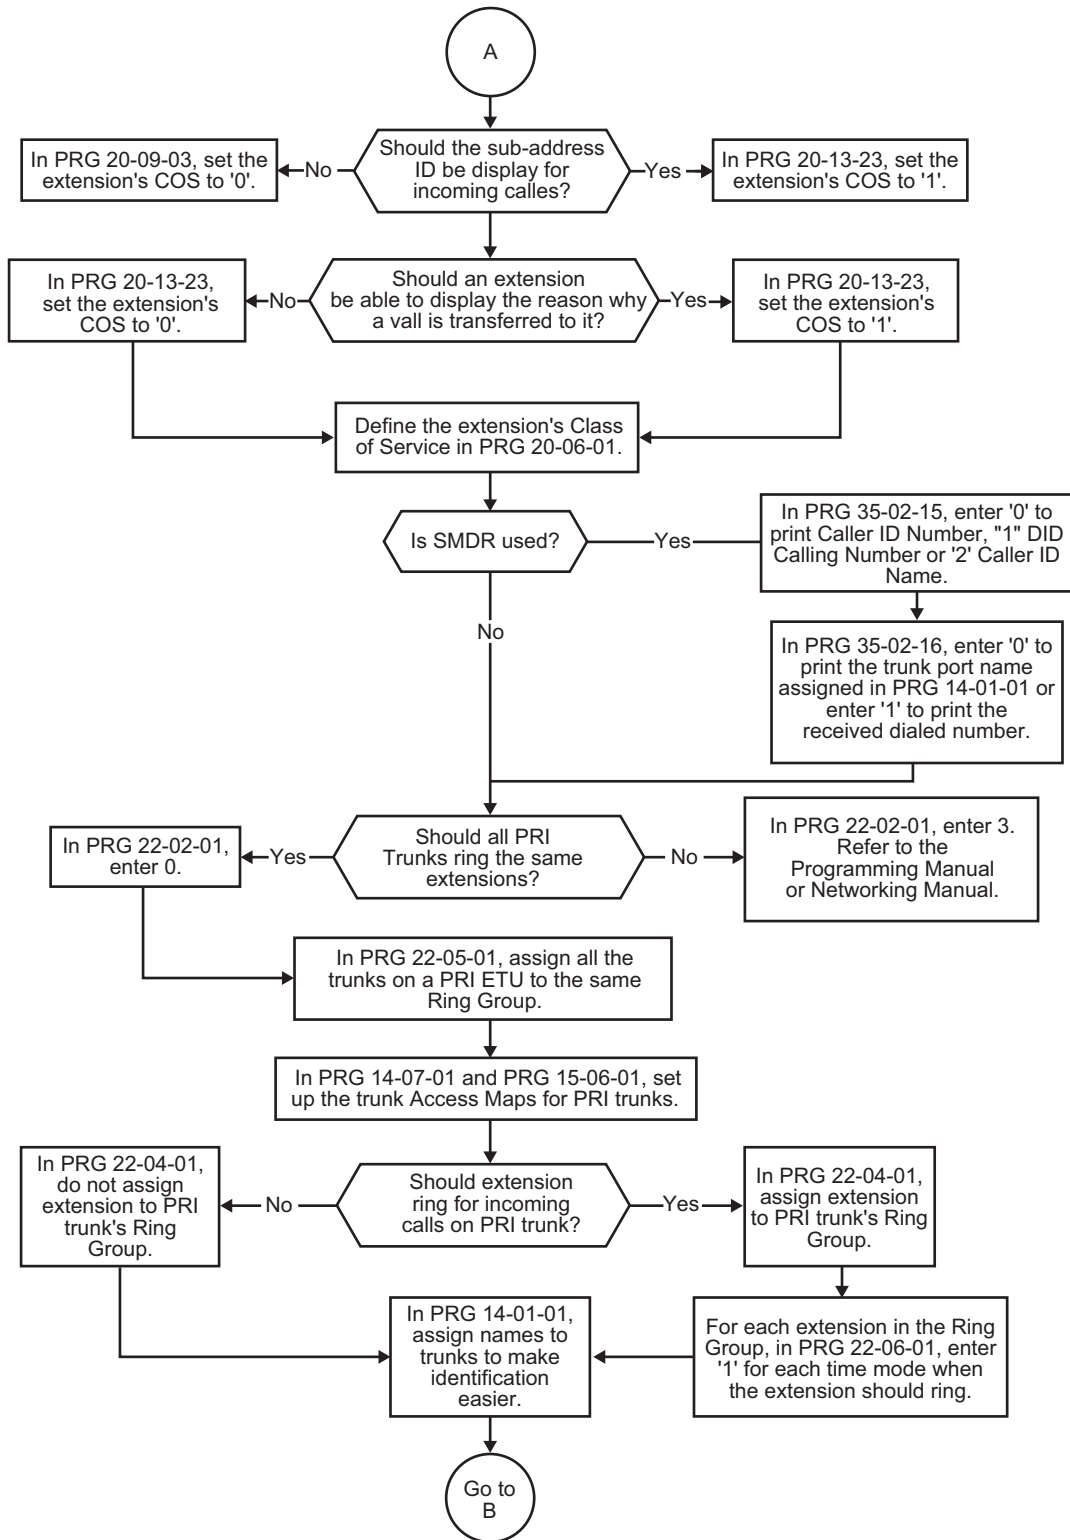 A
Should the sub-address
ID be display for
incoming calles?
No
In PRG 20-09-03, set the
extension's COS to '0'.
Yes
In PRG 20-13-23, set the
extension's COS to '1'.
Should an extension
be able to display the reason why
a vall is transferred to it?
No
In PRG 20-13-23,
set the extension's
COS to '0'.
Yes
In PRG 20-13-23,
set the extension's
COS to '1'.
Define the extension's Class
of Service in PRG 20-06-01.
Is SMDR used?
Yes
In PRG 35-02-15, enter '0' to
print Caller ID Number, "1" DID
Calling Number or '2' Caller ID
Name.
No
In PRG 35-02-16, enter '0' to
print the trunk port name
assigned in PRG 14-01-01 or
enter '1' to print the
received dialed number.
Should all PRI
Trunks ring the same
extensions?
Yes
In PRG 22-02-01,
enter 0.
No
In PRG 22-02-01, enter 3.
Refer to the
Programming Manual
or Networking Manual.
In PRG 22-05-01, assign all the
trunks on a PRI ETU to the same
Ring Group.
In PRG 14-07-01 and PRG 15-06-01, set
up the trunk Access Maps for PRI trunks.
Should extension
ring for incoming
calls on PRI trunk?
No
In PRG 22-04-01,
do not assign
extension to PRI
trunk's Ring
Group.
Yes
In PRG 22-04-01,
assign extension
to PRI trunk's Ring
Group.
For each extension in the Ring
Group, in PRG 22-06-01, enter
'1' for each time mode when
the extension should ring.
In PRG 14-01-01,
assign names to
trunks to make
identification
easier.
Go to
B